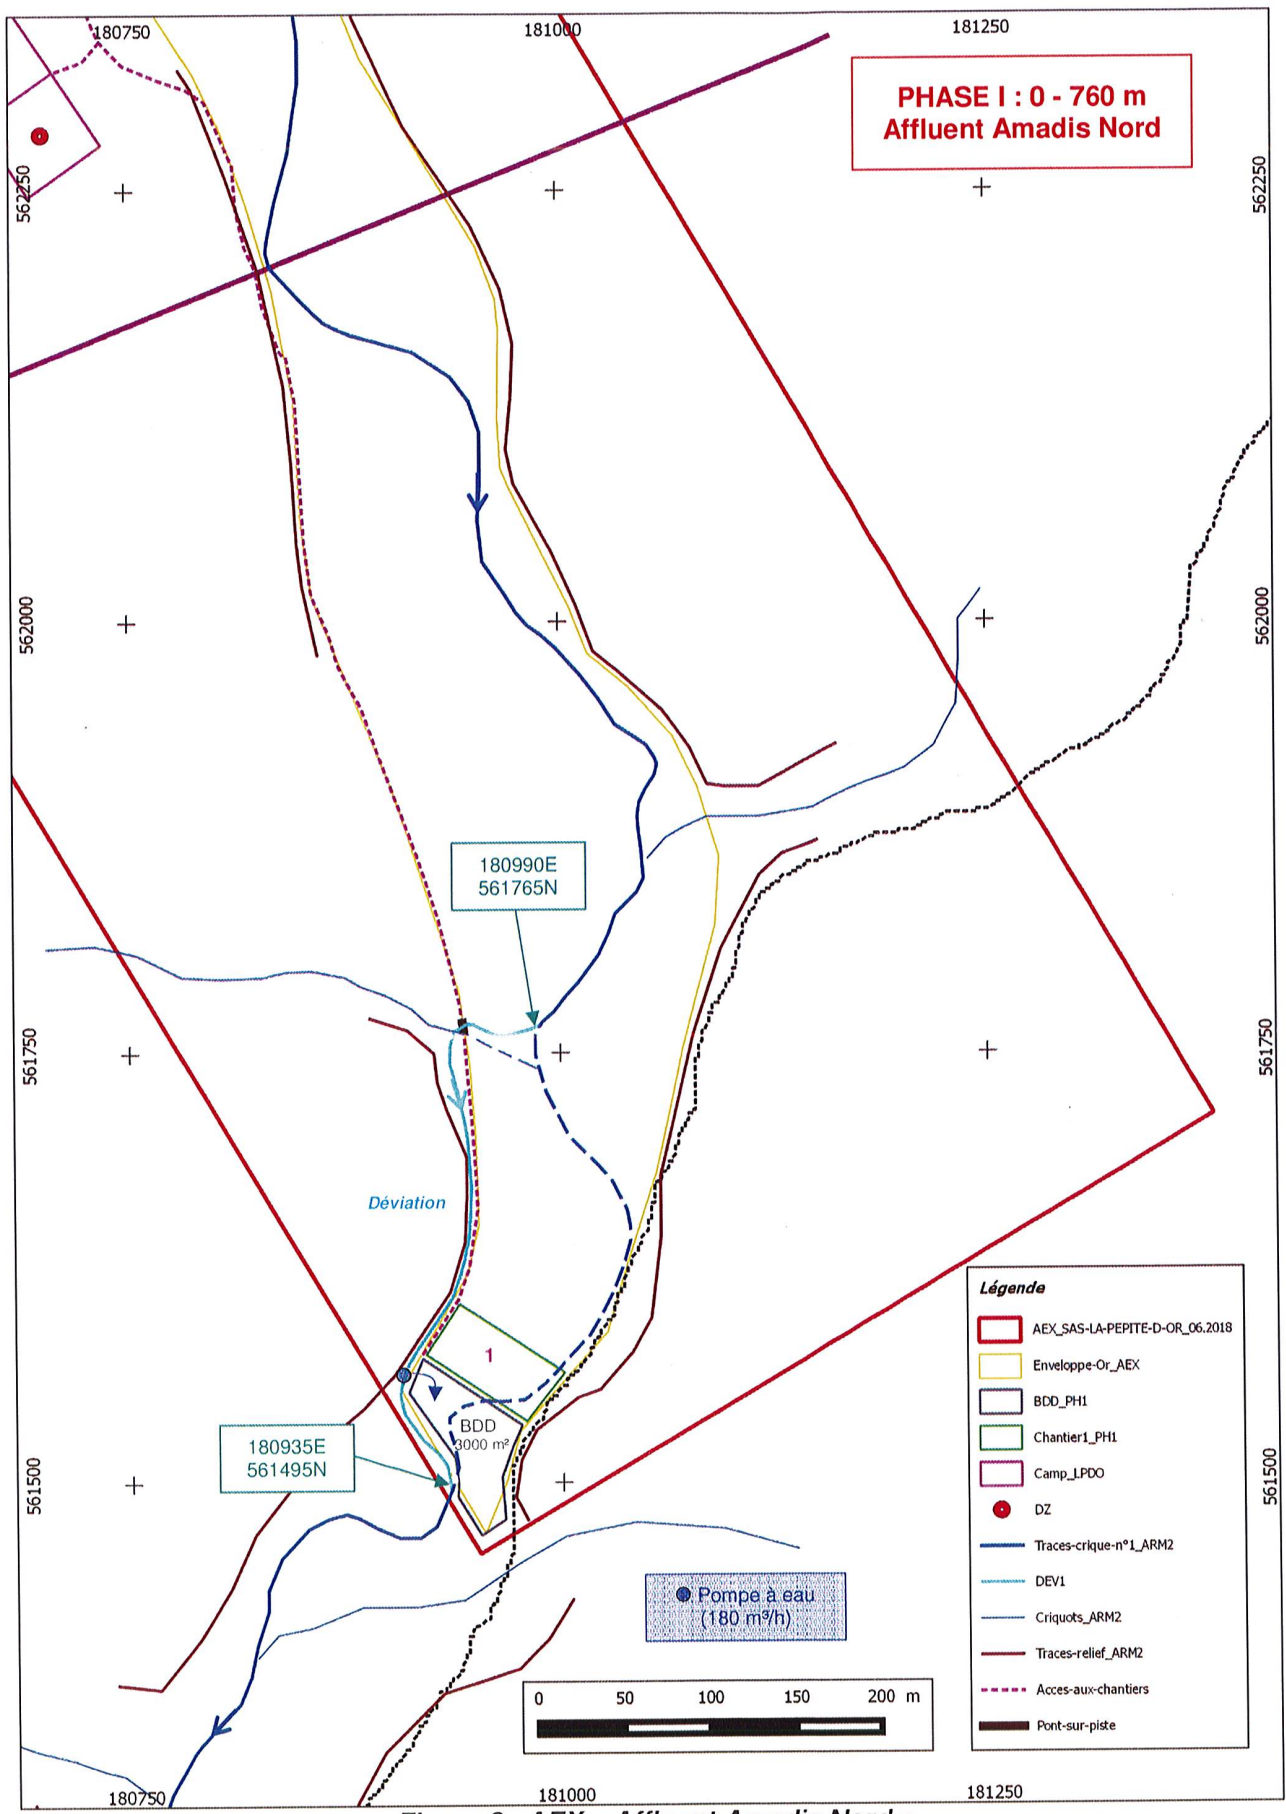 180750
181000
181250
PHASE I : 0 - 760 m
Affluent Amadis Nord
562250
562250
562000
562000
180990E
561765N
561750
561750
Déviation
1
BDD
3000 m²
180935E
561495N
561500
561500
Légende
AEX_SAS-LA-PEPITE-D-OR_06.2018
Enveloppe-Or_AEX
BDD_PH1
Chantier1_PH1
Camp_LPDO
DZ
Traces-crique-n°1_ARM2
DEV1
Criquots_ARM2
Traces-relief_ARM2
Acces-aux-chantiers
Pont-sur-piste
Pompe à eau
(180 m³/h)
0 50 100 150 200 m
180750
181000
181250